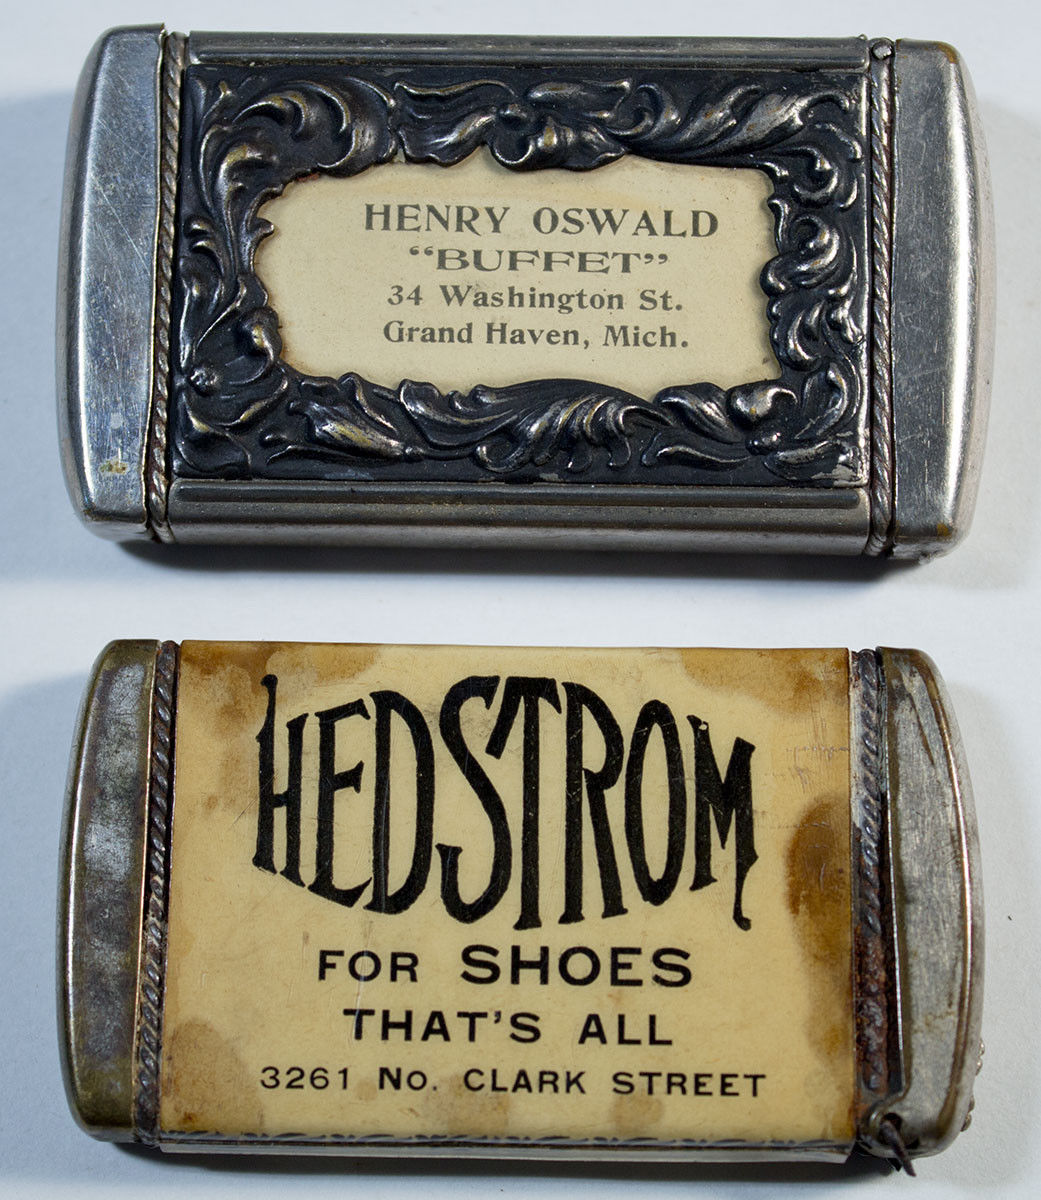 HENRY OSWALD
"BUFFET"
34 Washington St.
Grand Haven, Mich.
HEDSTROM
FOR SHOES
THAT'S ALL
3261 No. CLARK STREET